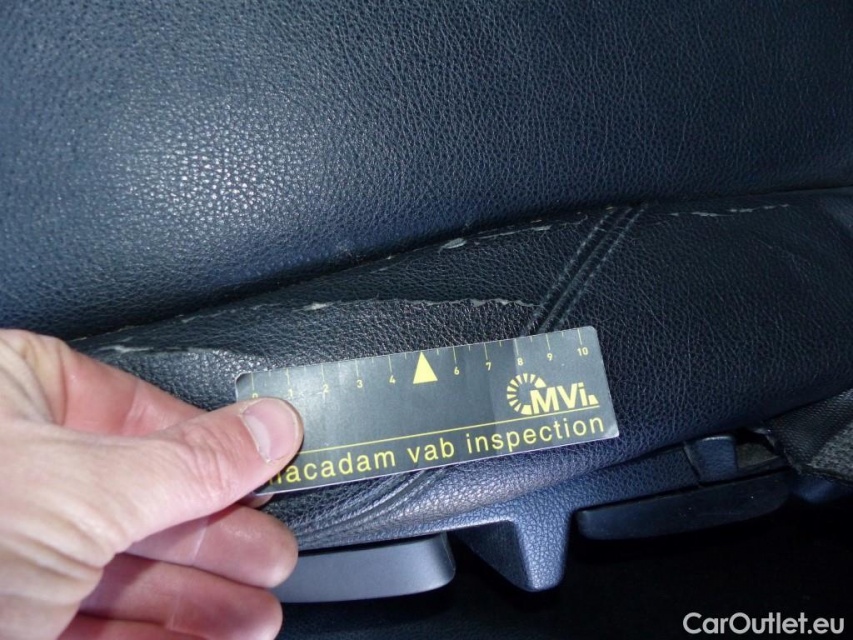 1 2 3 4 6 7 8 9 10
MVi
macadam vab inspection
CarOutlet.eu